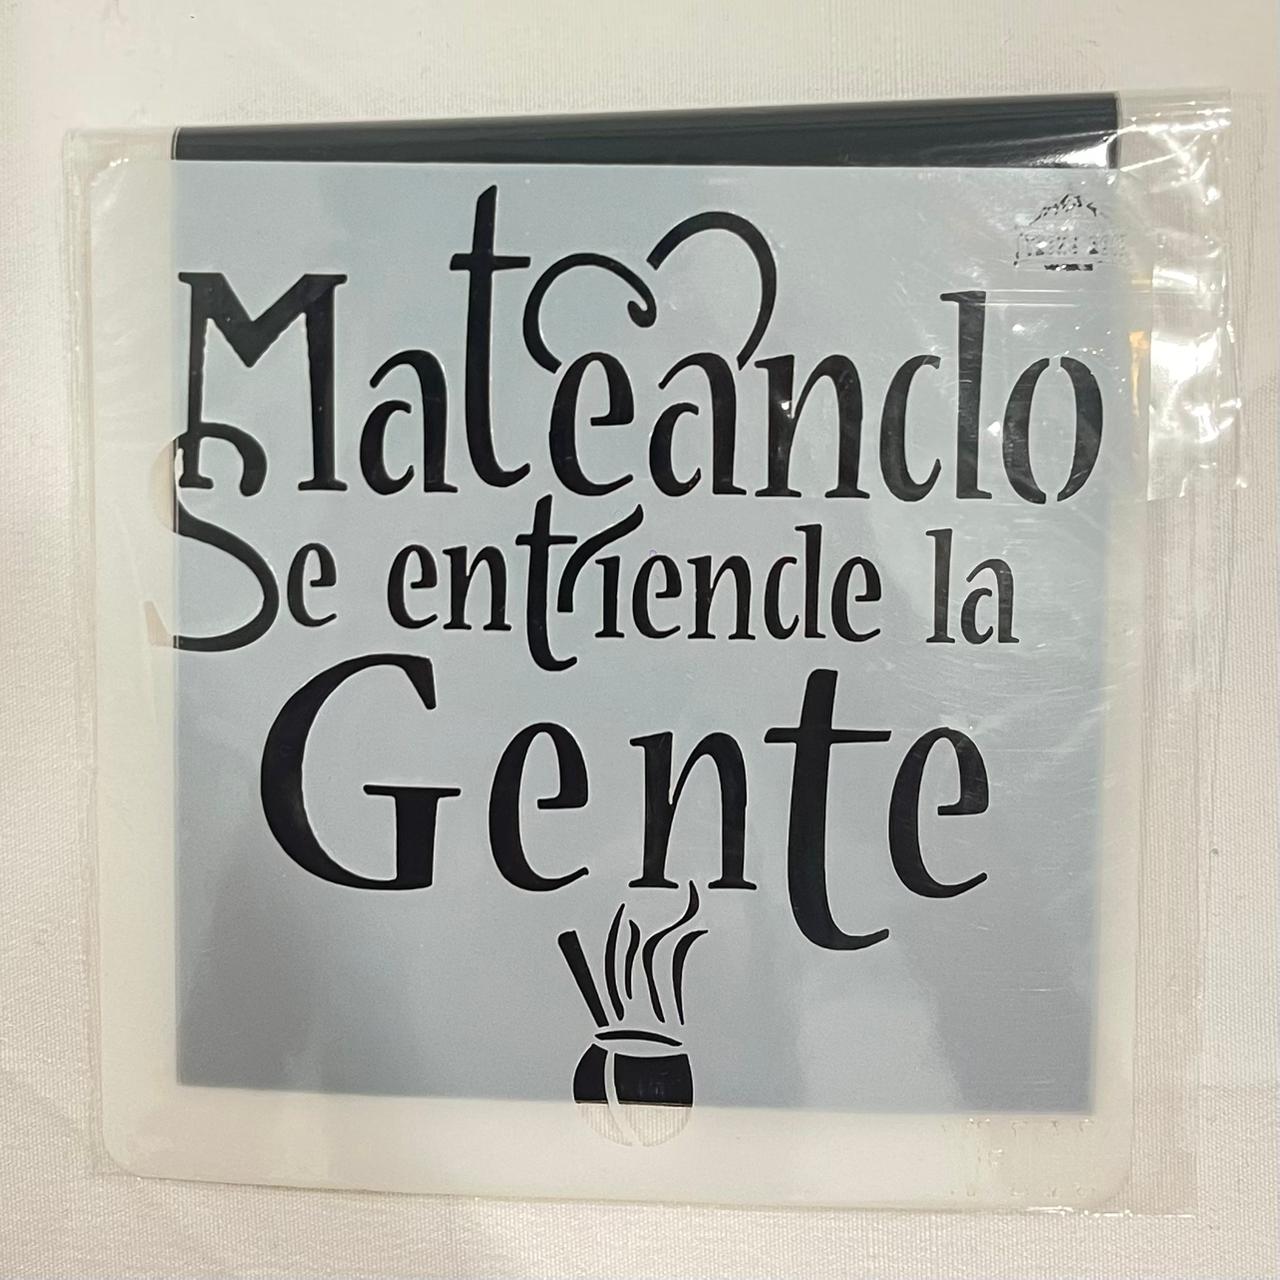 Mateando
Se entiende la
Gente